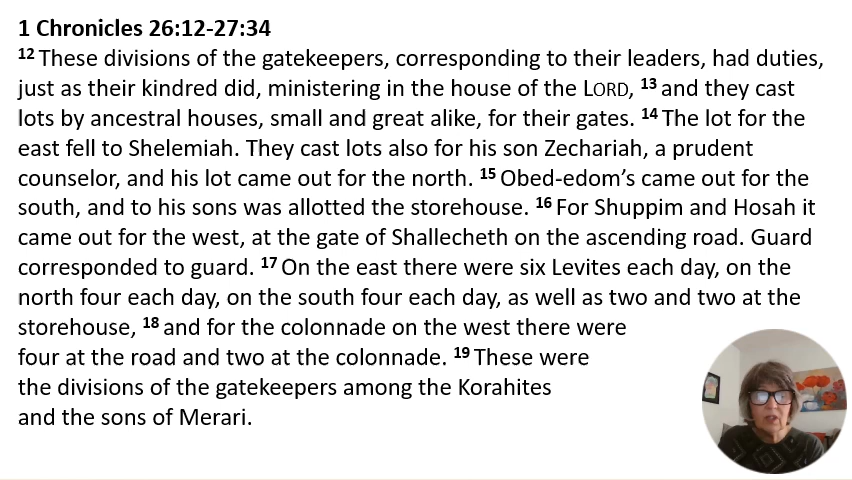 1 Chronicles 26:12-27:34
12 These divisions of the gatekeepers, corresponding to their leaders, had duties,
just as their kindred did, ministering in the house of the LORD, 13 and they cast
lots by ancestral houses, small and great alike, for their gates. 14 The lot for the
east fell to Shelemiah. They cast lots also for his son Zechariah, a prudent
counselor, and his lot came out for the north. 15 Obed-edom’s came out for the
south, and to his sons was allotted the storehouse. 16 For Shuppim and Hosah it
came out for the west, at the gate of Shallecheth on the ascending road. Guard
corresponded to guard. 17 On the east there were six Levites each day, on the
north four each day, on the south four each day, as well as two and two at the
storehouse, 18 and for the colonnade on the west there were
four at the road and two at the colonnade. 19 These were
the divisions of the gatekeepers among the Korahites
and the sons of Merari.